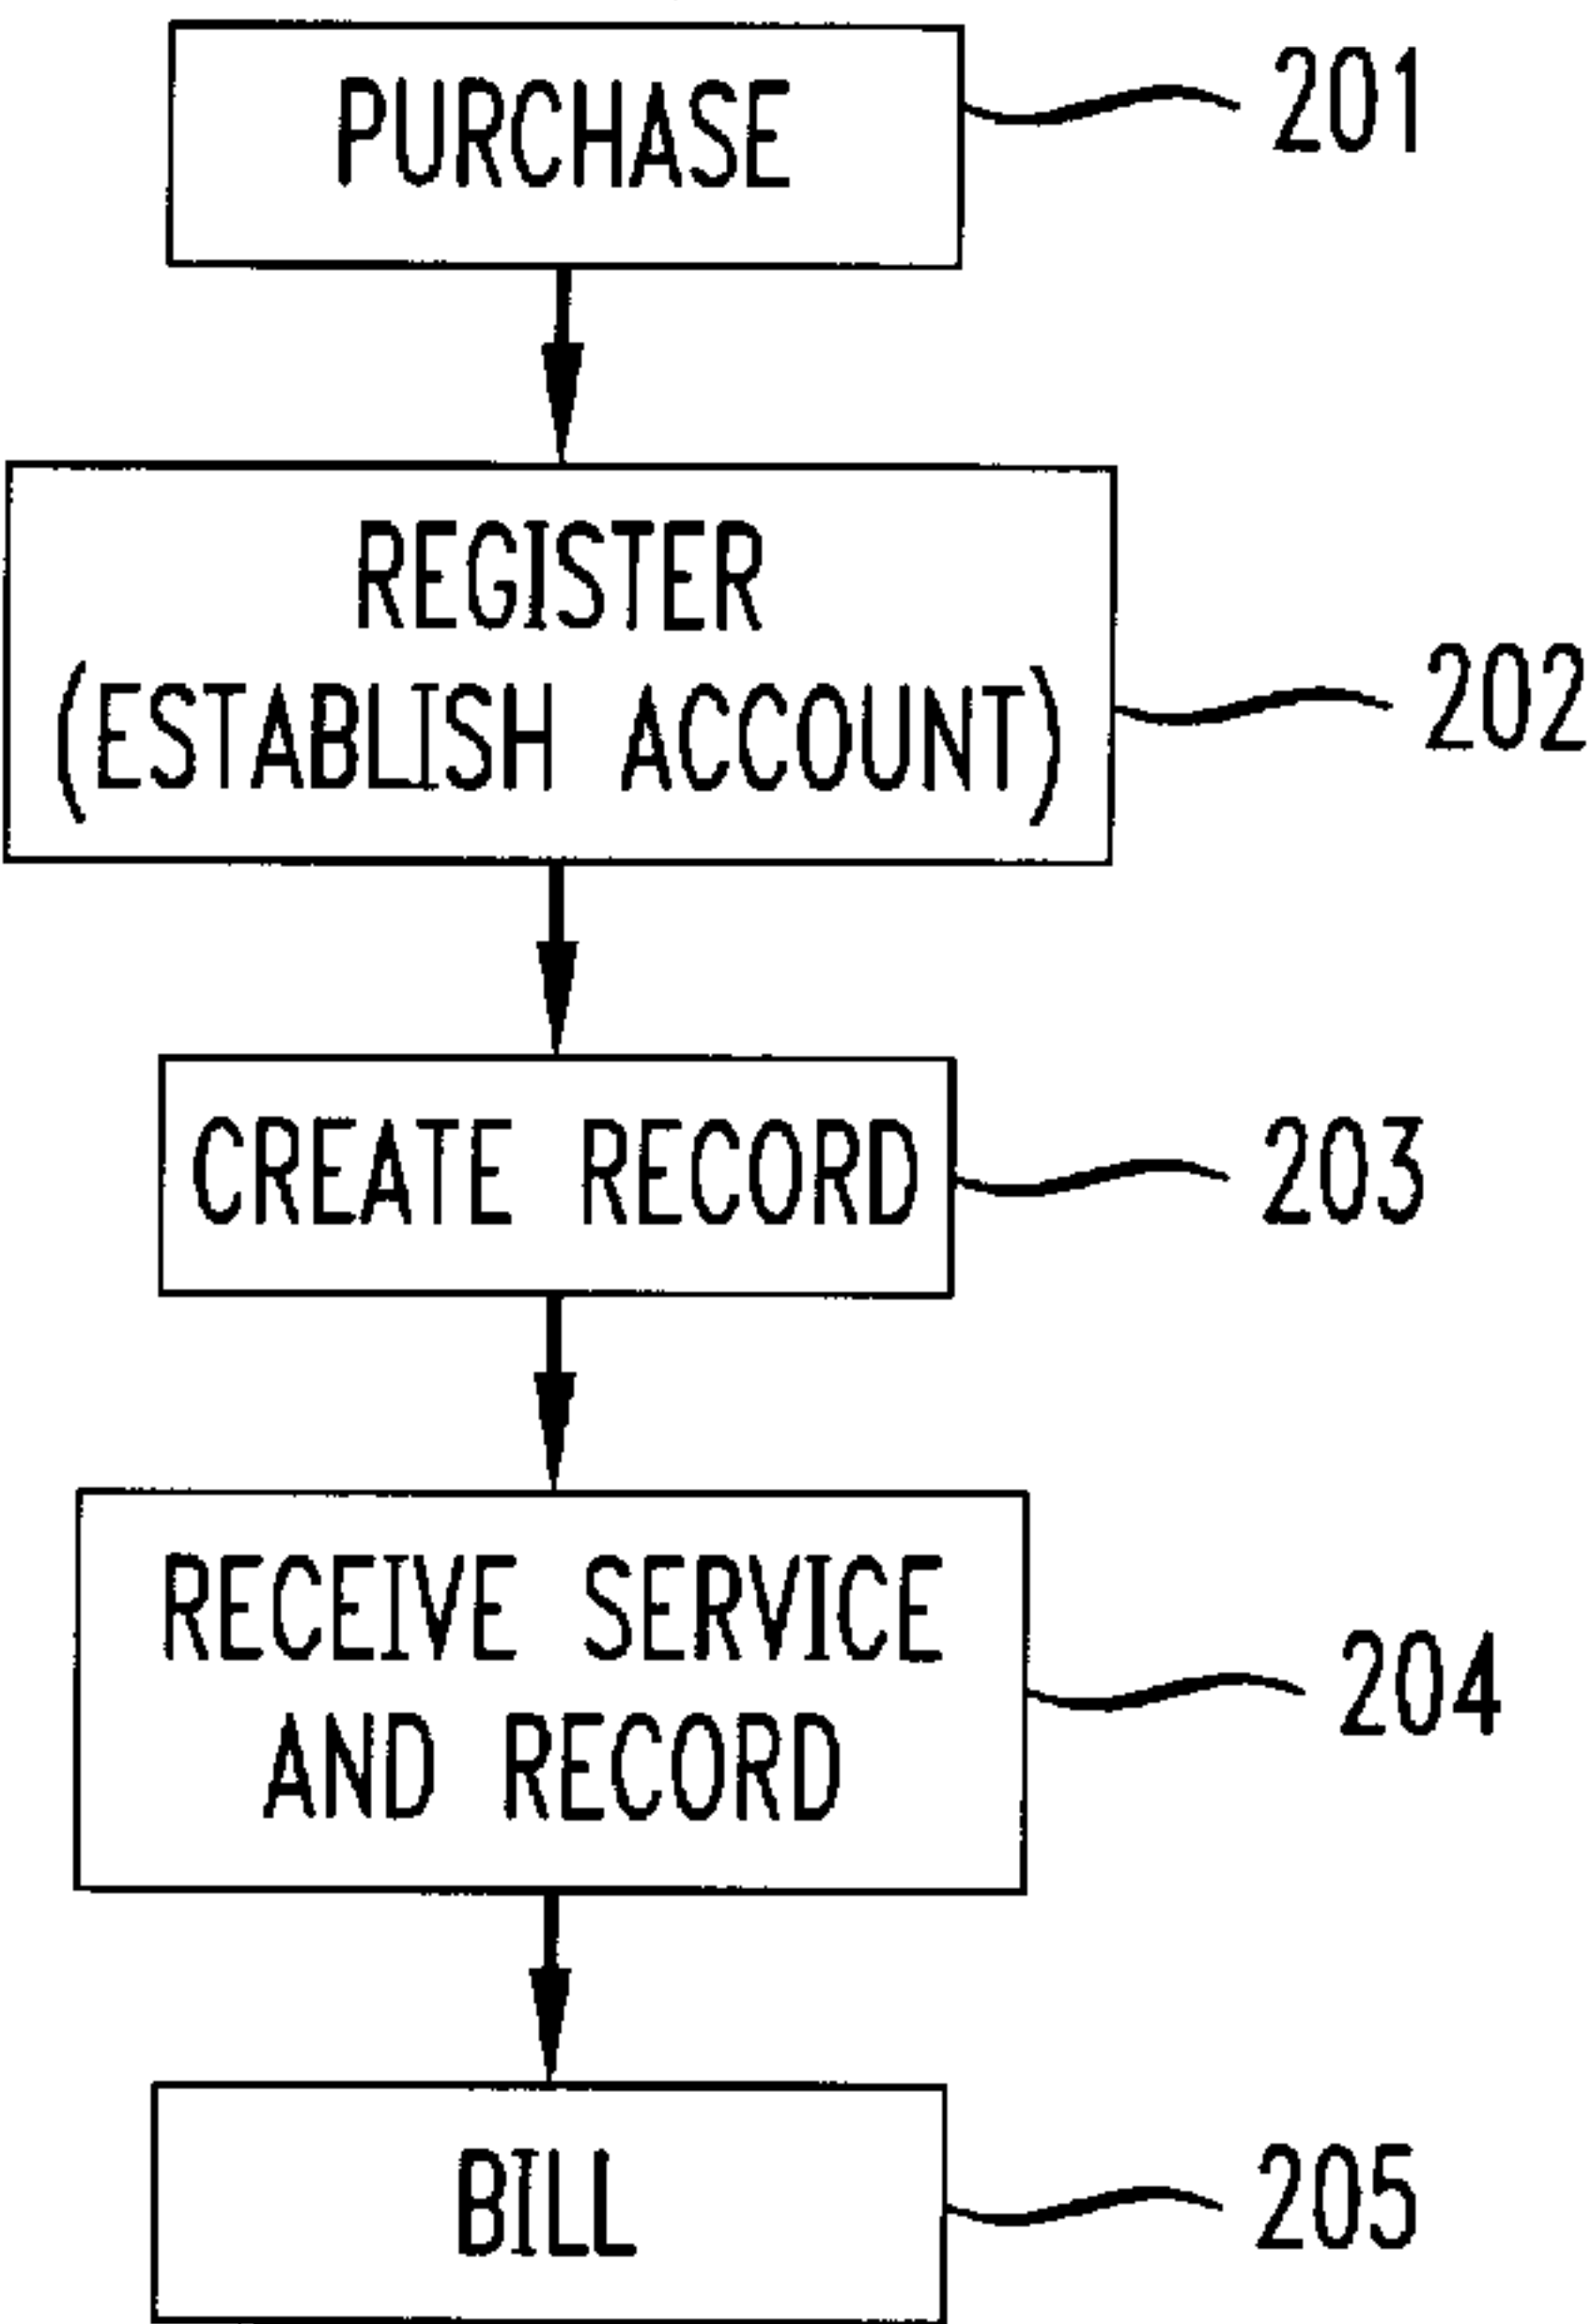 PURCHASE
201
REGISTER
(ESTABLISH ACCOUNT)
202
CREATE RECORD
203
RECEIVE SERVICE
AND RECORD
204
BILL
205